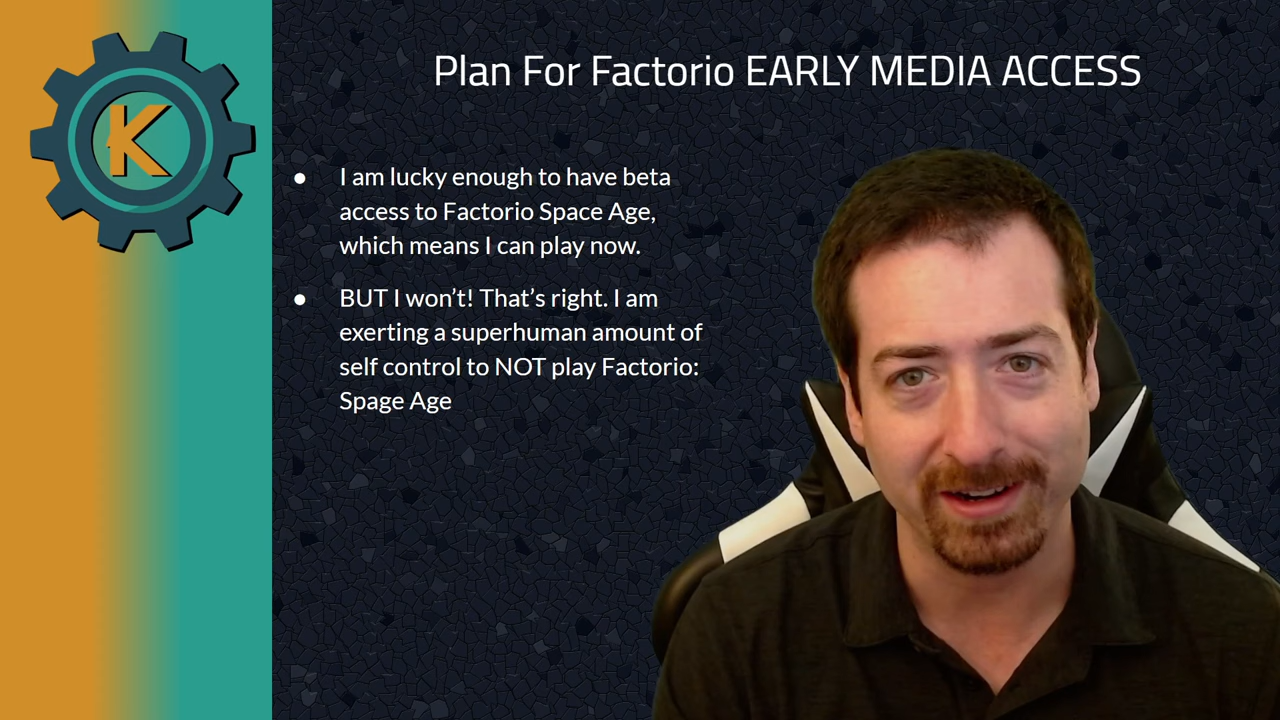 K
Plan For Factorio EARLY MEDIA ACCESS
● I am lucky enough to have beta
access to Factorio Space Age,
which means I can play now.
● BUT I won’t! That’s right. I am
exerting a superhuman amount of
self control to NOT play Factorio:
Spage Age